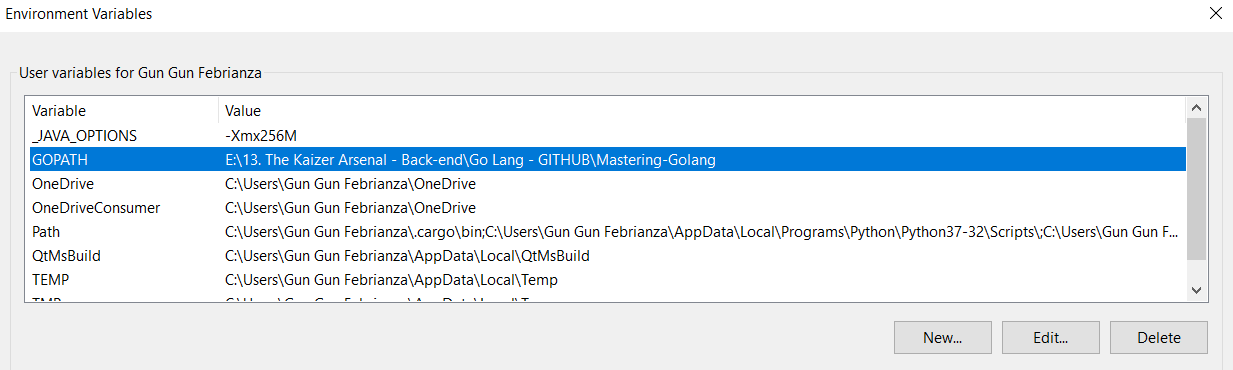 Environment Variables
User variables for Gun Gun Febrianza
Variable Value
_JAVA_OPTIONS -Xmx256M
GOPATH E:\13. The Kaizer Arsenal - Back-end\Go Lang - GITHUB\Mastering-Golang
OneDrive C:\Users\Gun Gun Febrianza\OneDrive
OneDriveConsumer C:\Users\Gun Gun Febrianza\OneDrive
Path C:\Users\Gun Gun Febrianza\.cargo\bin;C:\Users\Gun Gun Febrianza\AppData\Local\Programs\Python\Python37-32\Scripts\;C:\Users\Gun Gun F...
QtMsBuild C:\Users\Gun Gun Febrianza\AppData\Local\QtMsBuild
TEMP C:\Users\Gun Gun Febrianza\AppData\Local\Temp
New... Edit... Delete